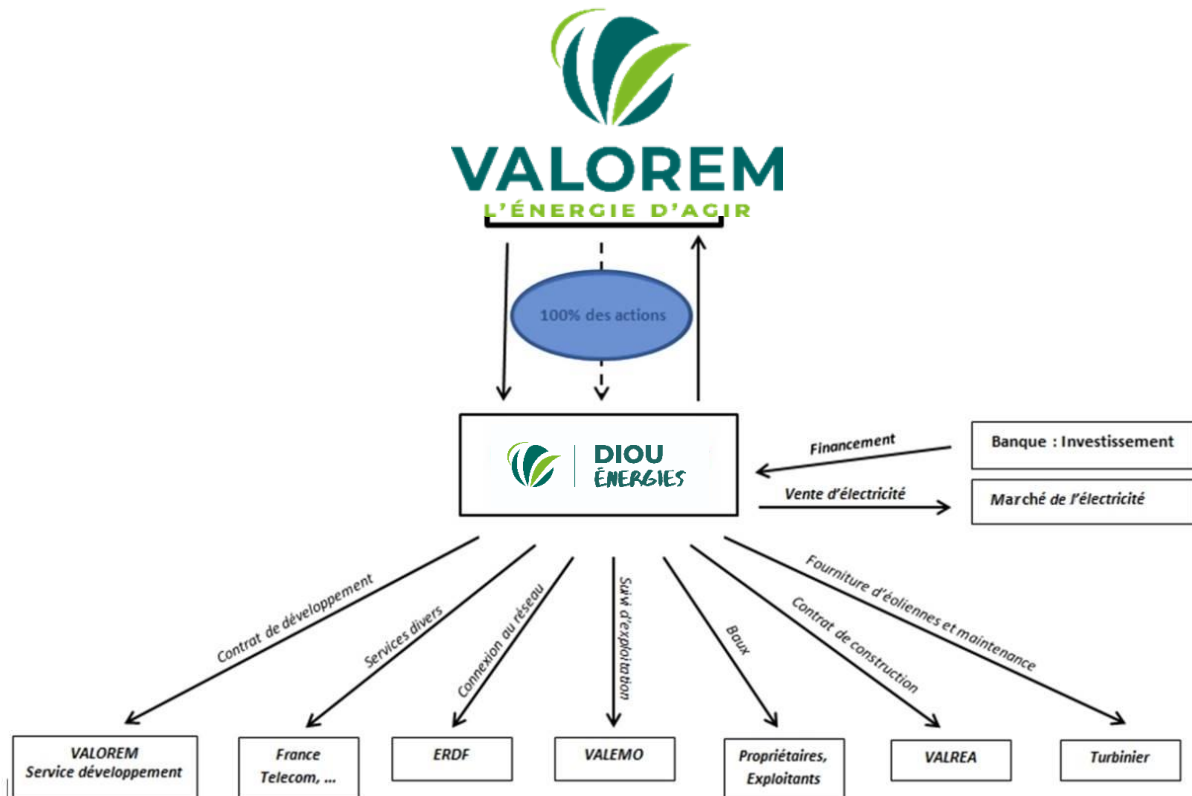 VALOREM
L'ÉNERGIE D'AGIR
100% des actions
DIOU
ÉNERGIES
Financement
Banque : Investissement
Vente d'électricité
Marché de l'électricité
Contrat de développement
Services divers
Connexion au réseau
Suivi d'exploitation
Baux
Contrat de construction
Fourniture d'éoliennes et maintenance
VALOREM
Service développement
France
Telecom, ...
ERDF
VALEMO
Propriétaires,
Exploitants
VALREA
Turbinier